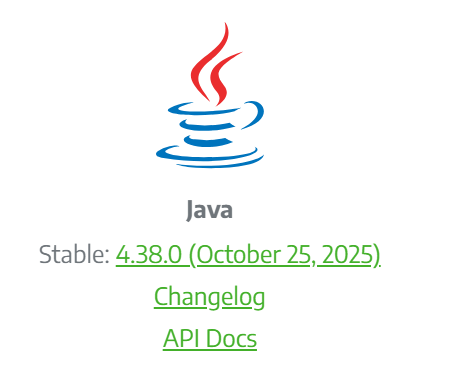 Java
Stable: 4.38.0 (October 25, 2025)
Changelog
API Docs